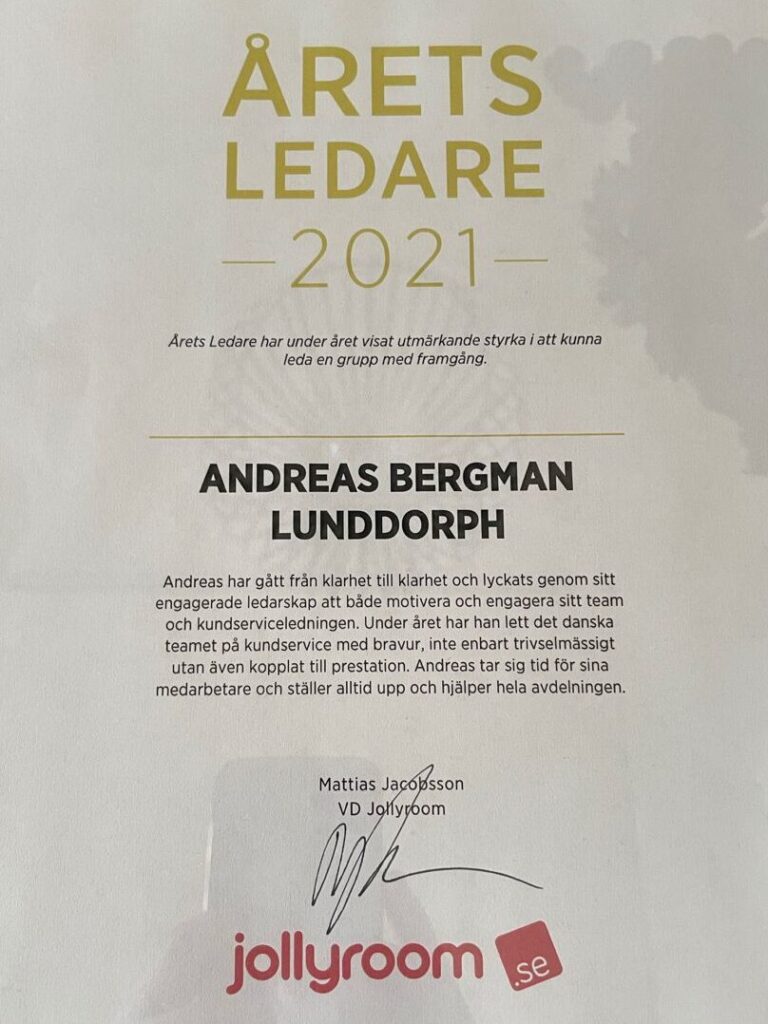 ÅRETS
LEDARE
—2021—
Årets Ledare har under året visat utmärkande styrka i att kunna
leda en grupp med framgång.
ANDREAS BERGMAN
LUNDDORPH
Andreas har gått från klarhet till klarhet och lyckats genom sitt
engagerade ledarskap att både motivera och engagera sitt team
och kundserviceledningen. Under året har han lett det danska
teamet på kundservice med bravur, inte enbart trivselmässigt
utan även kopplat till prestation. Andreas tar sig tid för sina
medarbetare och ställer alltid upp och hjälper hela avdelningen.
Mattias Jacobsson
VD Jollyroom
jollyroom .se